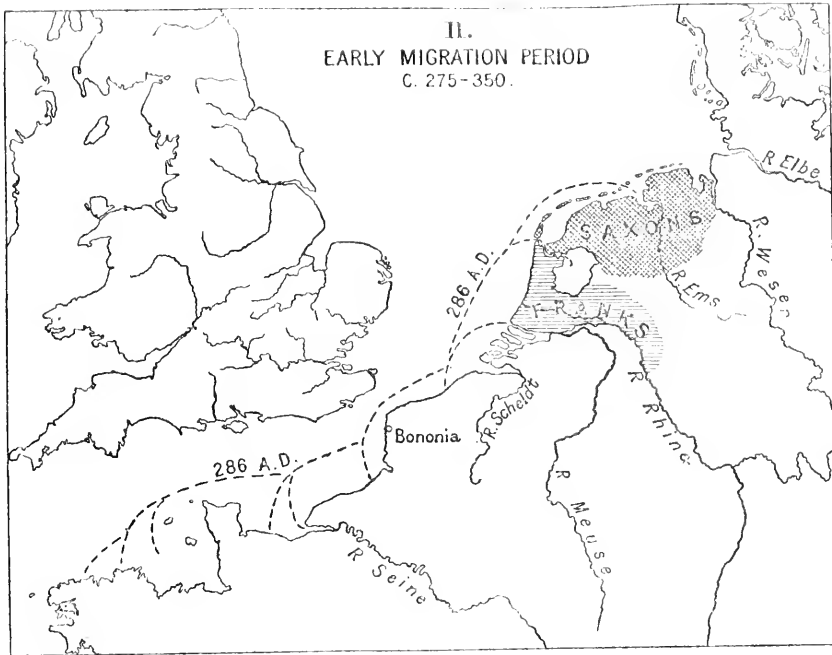 II.
EARLY MIGRATION PERIOD
C. 275-350.
R Elbe
SAXONS
R. Weser
286 A.D.
R. Ems
FRANKS
R. Scheldt
R Rhine
Bononia
286 A.D.
R Meuse
R Seine